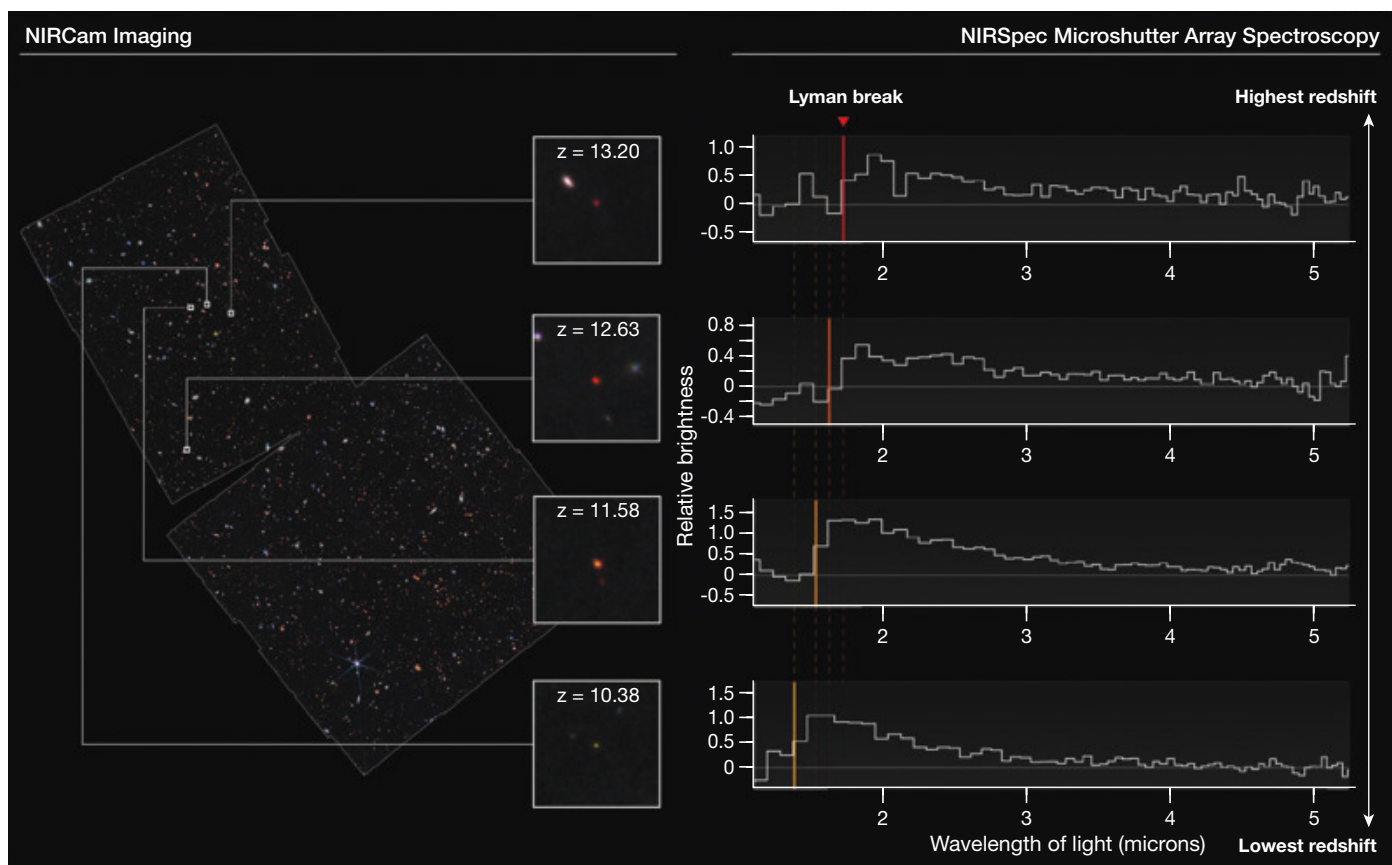 NIRCam Imaging
NIRSpec Microshutter Array Spectroscopy
Lyman break
Highest redshift
z = 13.20
1.0
0.5
0
-0.5
2 3 4 5
z = 12.63
0.8
0.4
0
-0.4
2 3 4 5
Relative brightness
z = 11.58
1.5
1.0
0.5
0
-0.5
2 3 4 5
z = 10.38
1.5
1.0
0.5
0
2 3 4 5
Wavelength of light (microns)
Lowest redshift